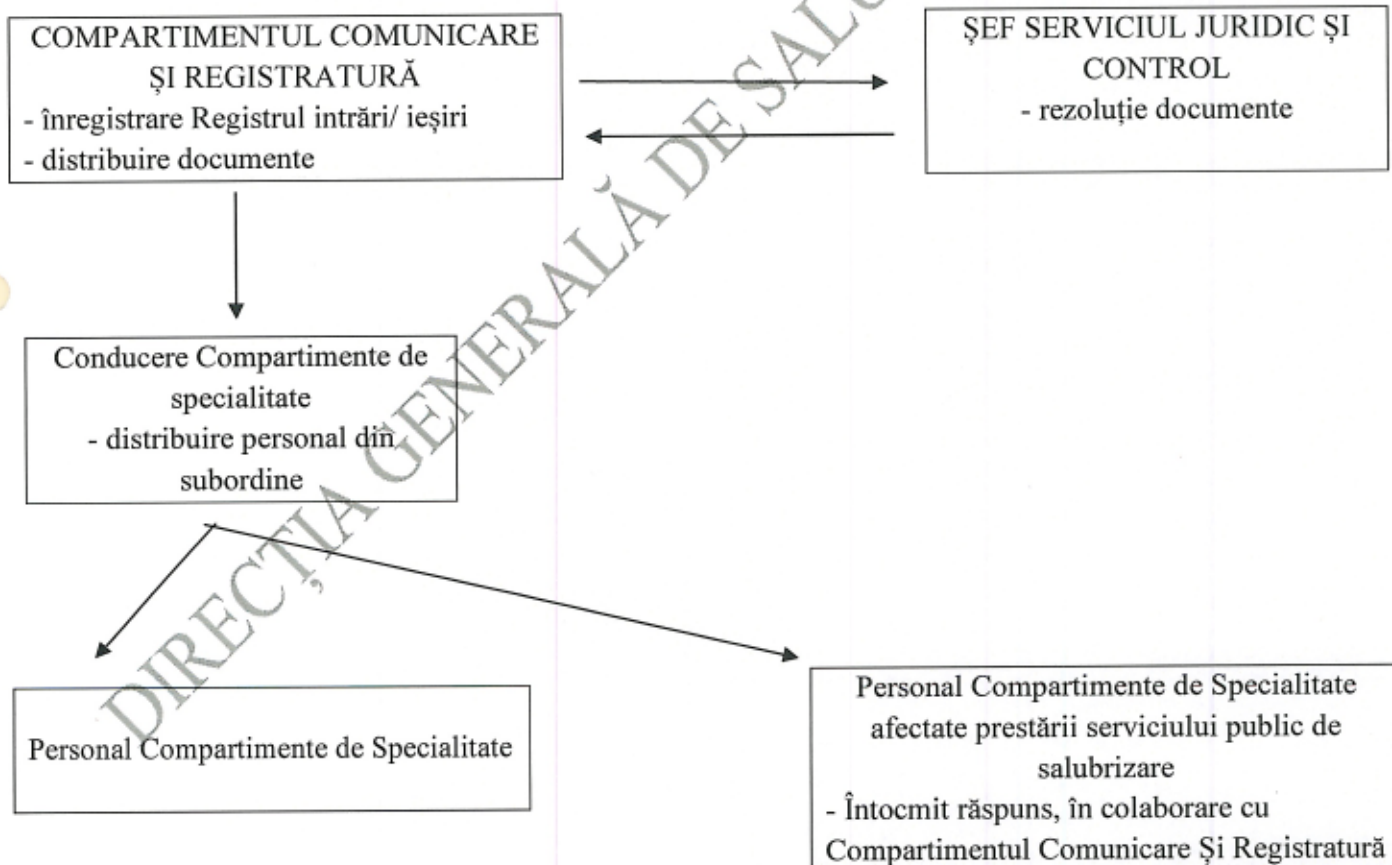 COMPARTIMENTUL COMUNICARE
ȘI REGISTRATURĂ
- înregistrare Registrul intrări/ ieșiri
- distribuire documente
ȘEF SERVICIUL JURIDIC ȘI
CONTROL
- rezoluție documente
Conducere Compartimente de
specialitate
- distribuire personal din
subordine
Personal Compartimente de Specialitate
Personal Compartimente de Specialitate
afectate prestării serviciului public de
salubrizare
- Întocmit răspuns, în colaborare cu
Compartimentul Comunicare Și Registratură
DIRECȚIA GENERALĂ DE